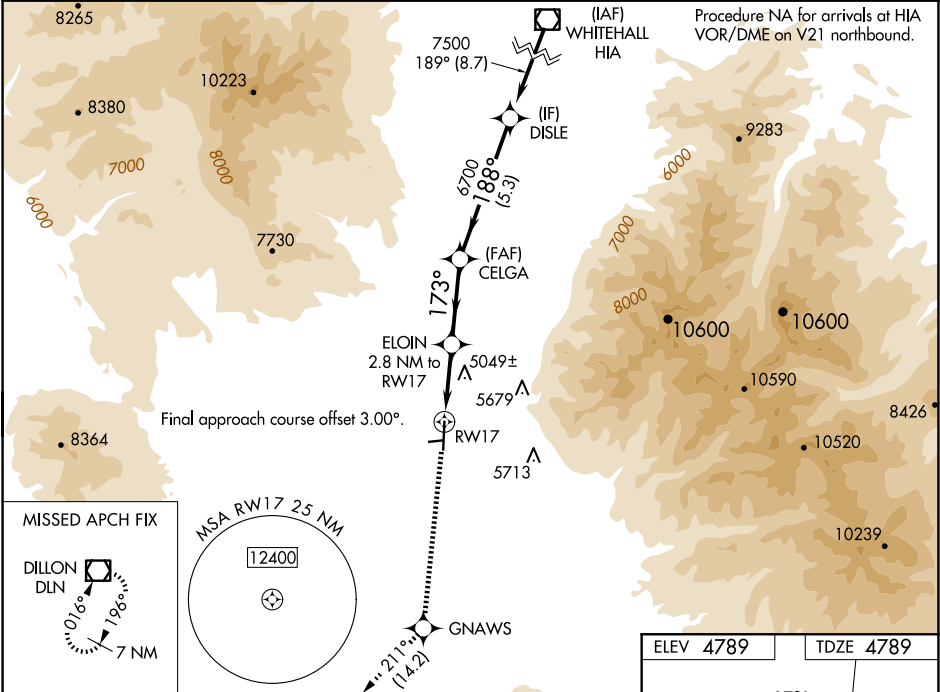 8265
(IAF)
WHITEHALL
HIA
Procedure NA for arrivals at HIA
VOR/DME on V21 northbound.
7500
189° (8.7)
10223
8380
(IF)
DISLE
9283
7000
8000
6000
6000
6700
188°
(5.3)
7000
7730
(FAF)
CELGA
173°
8000
10600
10600
ELOIN
2.8 NM to
RW17
5049±
5679
10590
8426
Final approach course offset 3.00°.
RW17
8364
5713
10520
MISSED APCH FIX
MSA RW17 25 NM
12400
10239
DILLON
DLN
016°
196°
7 NM
GNAWS
211°
(14.2)
ELEV 4789
TDZE 4789